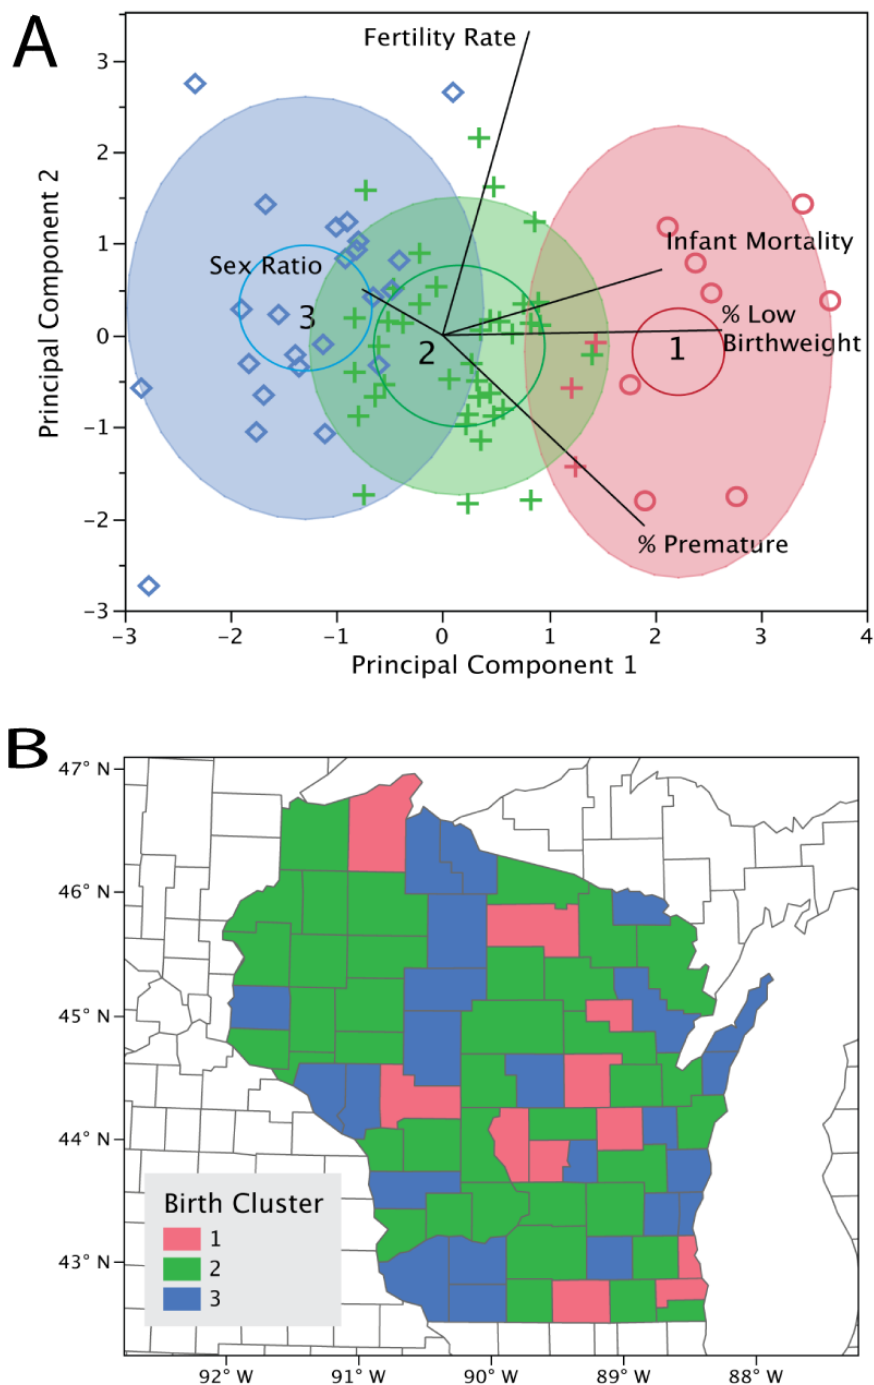 A
Fertility Rate
3
2
1
0
−1
−2
−3
Principal Component 2
Sex Ratio
Infant Mortality
% Low
Birthweight
3
2
1
% Premature
−3 −2 −1 0 1 2 3 4
Principal Component 1
B
47° N
46° N
45° N
44° N
43° N
Birth Cluster
1
2
3
92° W 91° W 90° W 89° W 88° W